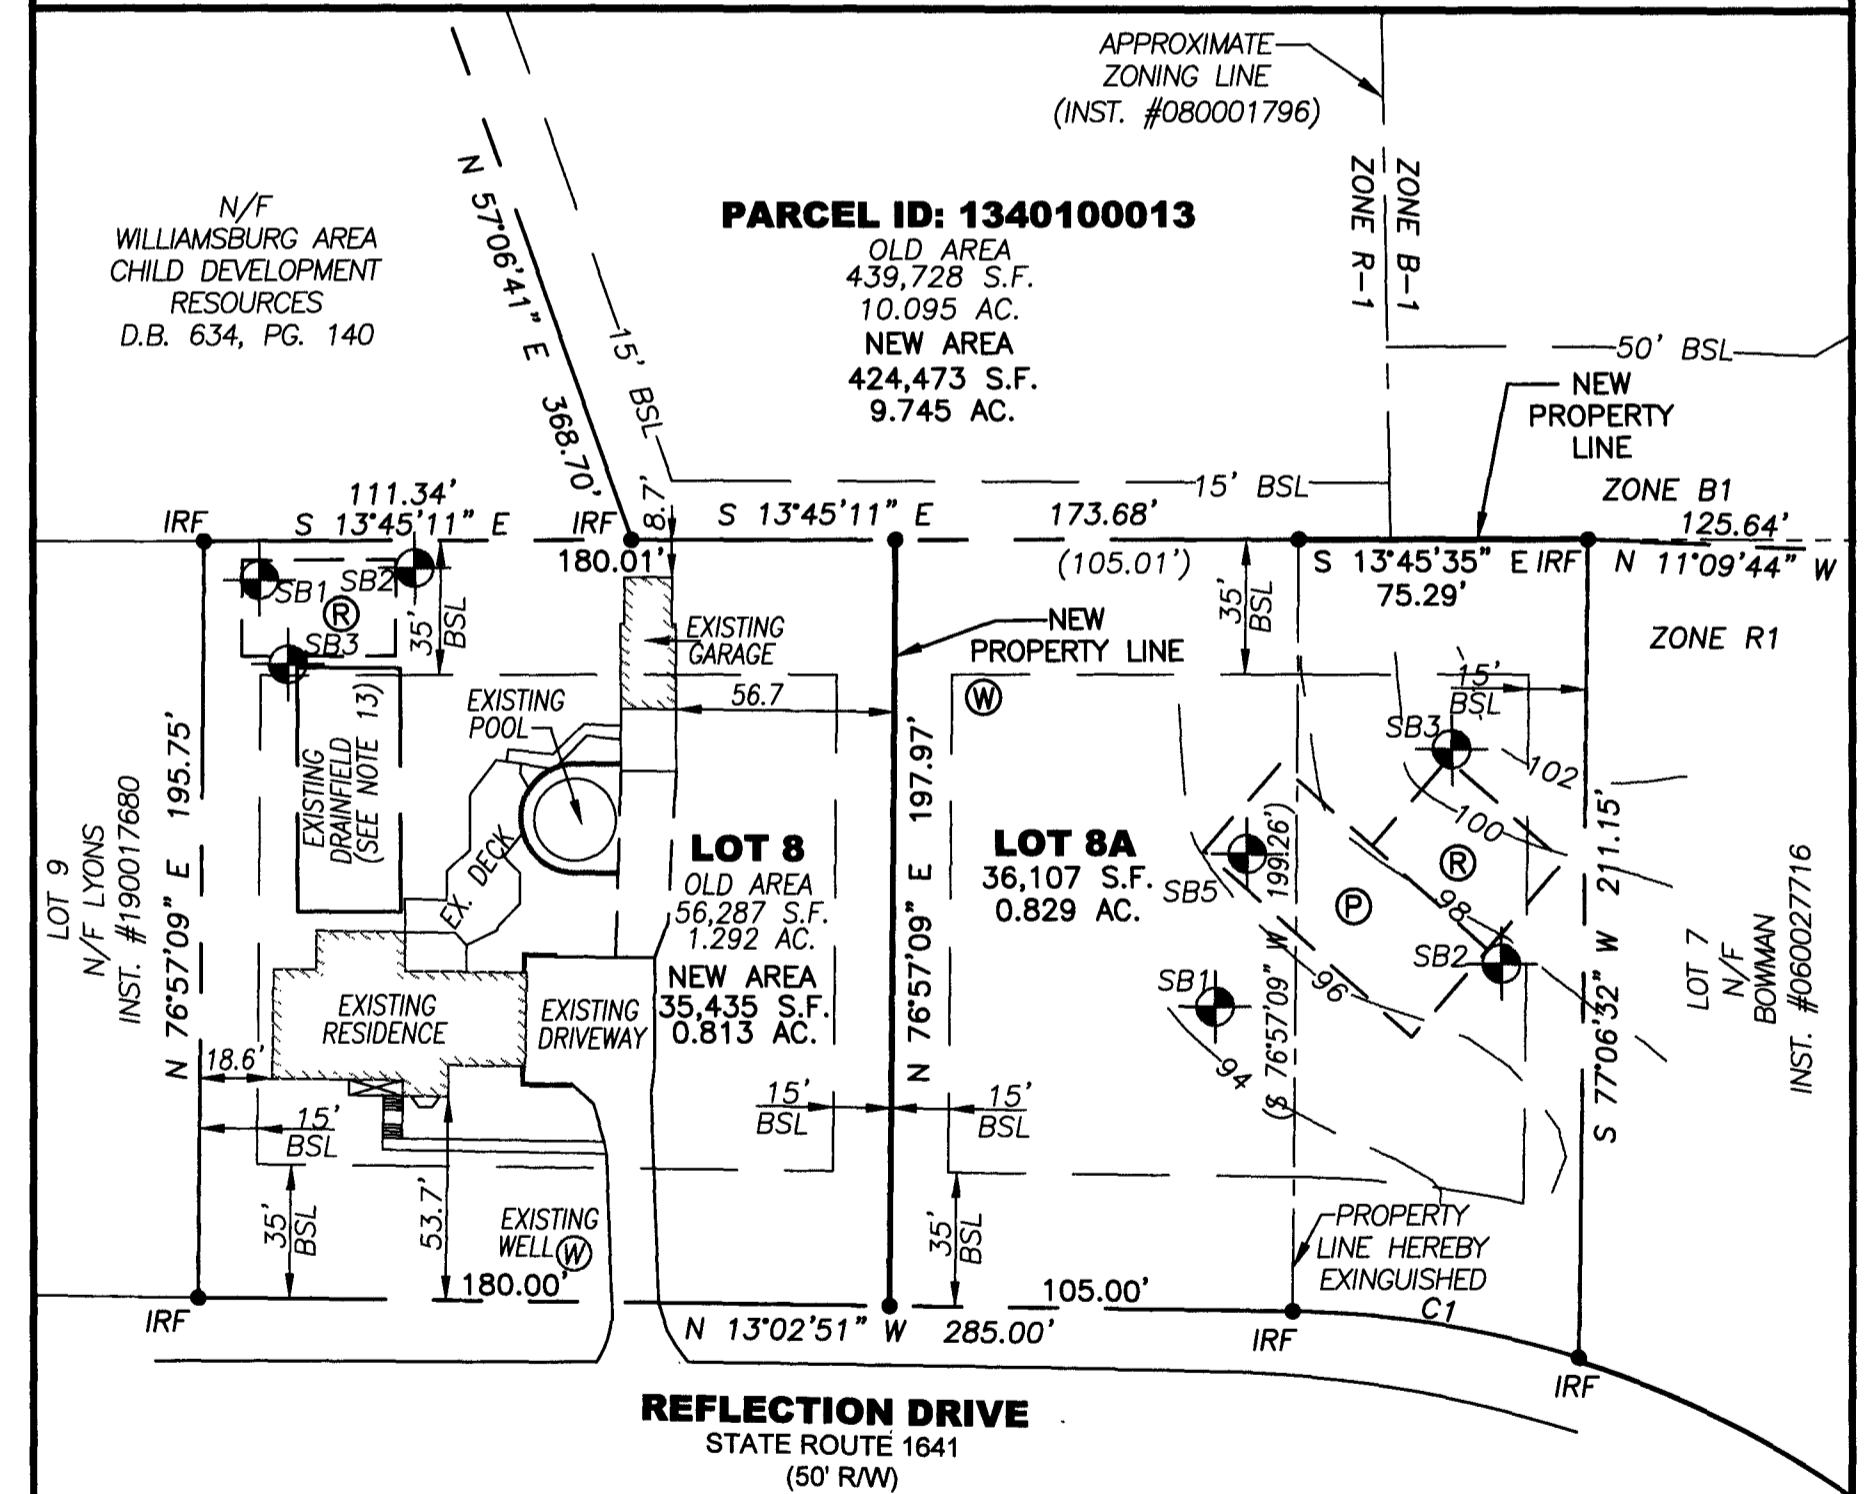 APPROXIMATE
ZONING LINE
(INST. #080001796)
ZONE B-1
ZONE R-1
N/F
WILLIAMSBURG AREA
CHILD DEVELOPMENT
RESOURCES
D.B. 634, PG. 140
N 57°06'41" E 368.70'
15' BSL
PARCEL ID: 1340100013
OLD AREA
439,728 S.F.
10.095 AC.
NEW AREA
424,473 S.F.
9.745 AC.
50' BSL
NEW
PROPERTY
LINE
15' BSL
ZONE B1
125.64'
N 11°09'44" W
ZONE R1
111.34'
IRF
S 13°45'11" E
IRF
8.7'
180.01'
S 13°45'11" E
173.68'
(105.01')
S 13°45'35" E
75.29'
IRF
SB1
SB2
R
SB3
35'
BSL
EXISTING
GARAGE
NEW
PROPERTY LINE
35'
BSL
56.7
W
15'
BSL
EXISTING
DRAINFIELD
(SEE NOTE 13)
EXISTING
POOL
EX. DECK
N 76°57'09" E 195.75'
LOT 9
N/F LYONS
INST. #190017680
LOT 8
OLD AREA
56,287 S.F.
1.292 AC.
NEW AREA
35,435 S.F.
0.813 AC.
N 76°57'09" E 197.97'
LOT 8A
36,107 S.F.
0.829 AC.
SB3
102
100
R
98
P
SB5
SB2
96
SB1
94
(S 76°57'09" W 199.26')
S 77°06'32" W 211.15'
LOT 7
N/F
BOWMAN
INST. #060027716
EXISTING
RESIDENCE
EXISTING
DRIVEWAY
18.6'
15'
BSL
15'
BSL
15'
BSL
35'
BSL
53.7'
EXISTING
WELL
W
35'
BSL
PROPERTY
LINE HEREBY
EXINGUISHED
C1
IRF
180.00'
N 13°02'51" W
285.00'
105.00'
IRF
IRF
REFLECTION DRIVE
STATE ROUTE 1641
(50' R/W)